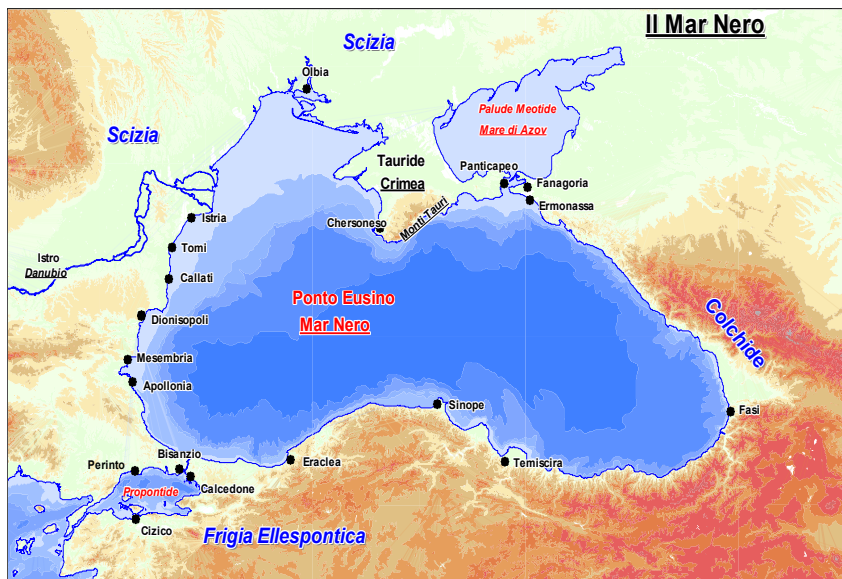 Il Mar Nero
Scizia
Olbia
Palude Meotide
Mare di Azov
Scizia
Tauride
Crimea
Panticapeo
Fanagoria
Ermonassa
Istria
Chersoneso
Monti Tauri
Tomi
Istro
Danubio
Callati
Ponto Eusino
Mar Nero
Dionisopoli
Colchide
Mesembria
Apollonia
Sinope
Fasi
Bisanzio
Perinto
Eraclea
Temiscira
Calcedone
Propontide
Cizico
Frigia Ellespontica